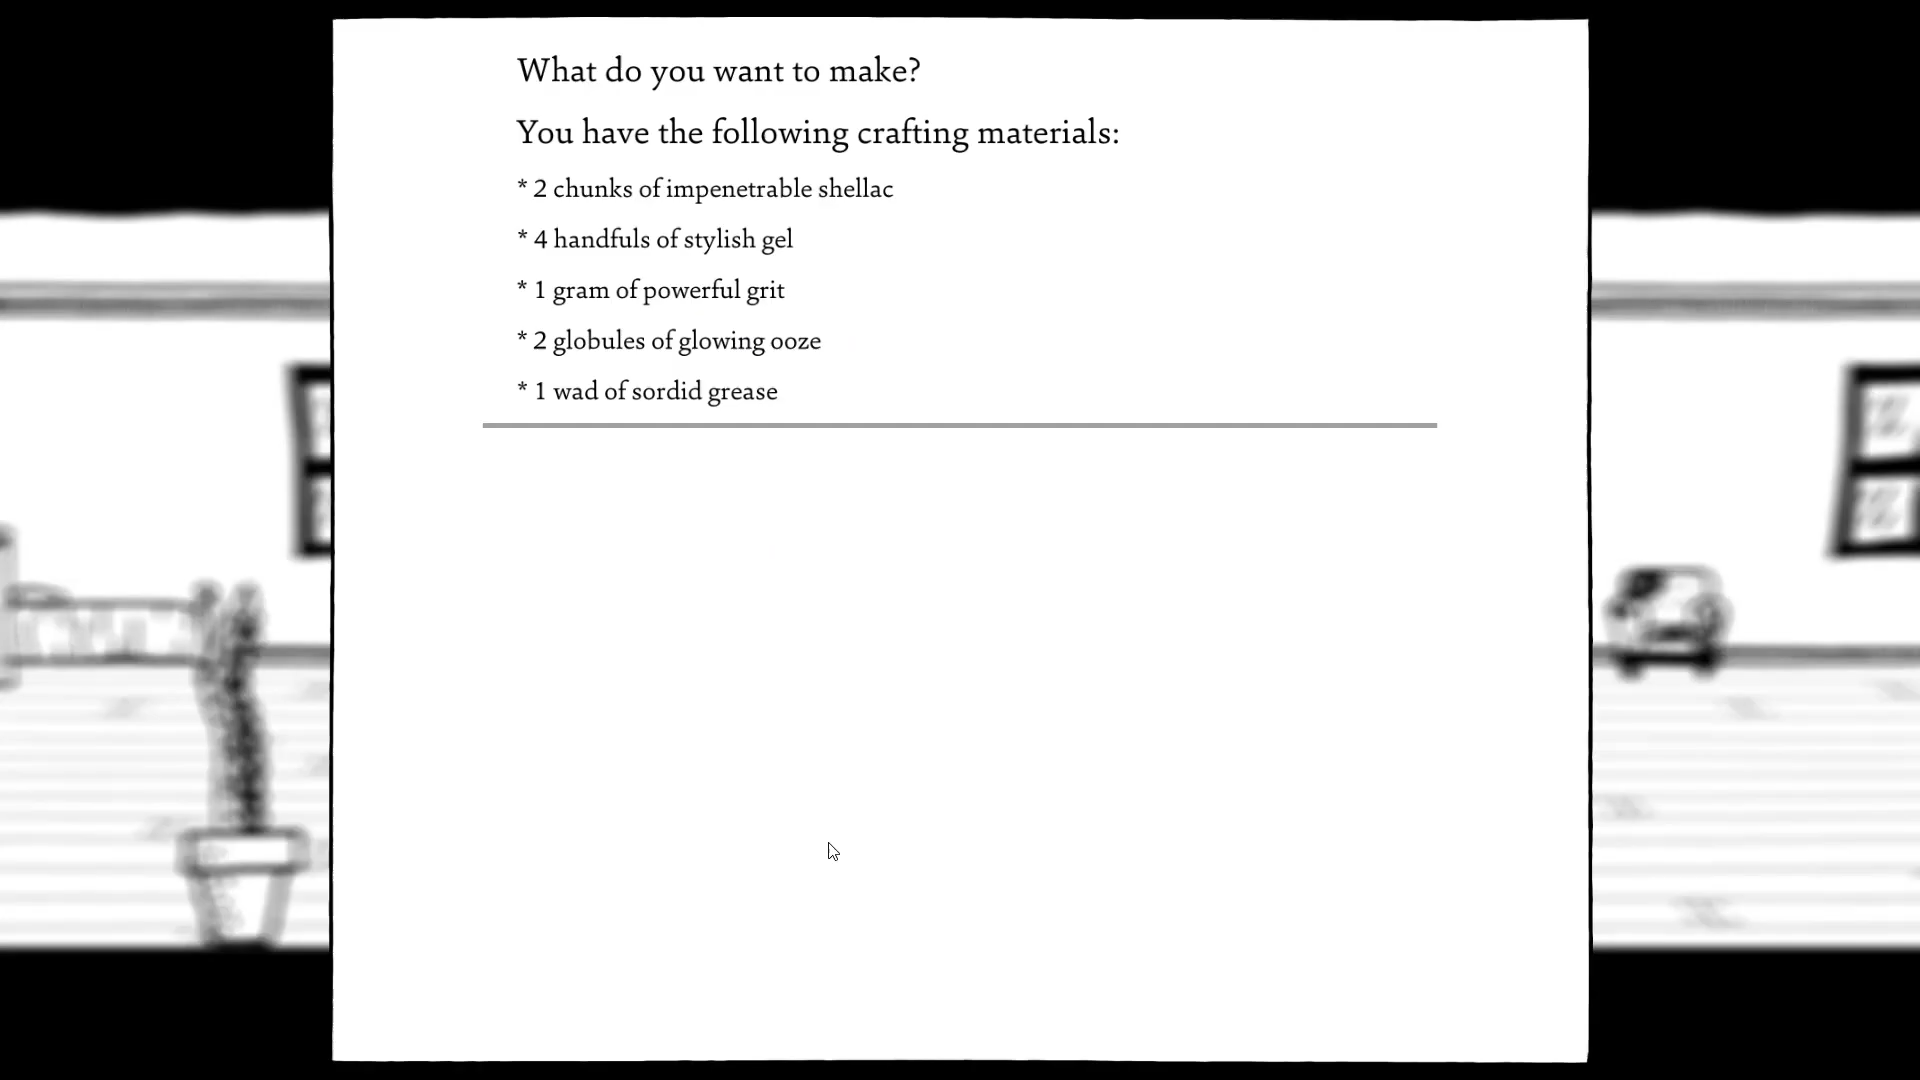 What do you want to make?
You have the following crafting materials:
* 2 chunks of impenetrable shellac
* 4 handfuls of stylish gel
* 1 gram of powerful grit
* 2 globules of glowing ooze
* 1 wad of sordid grease